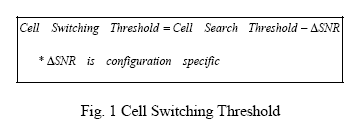 Cell Switching Threshold = Cell Search Threshold − ΔSNR
* ΔSNR is configuration specific
Fig. 1 Cell Switching Threshold